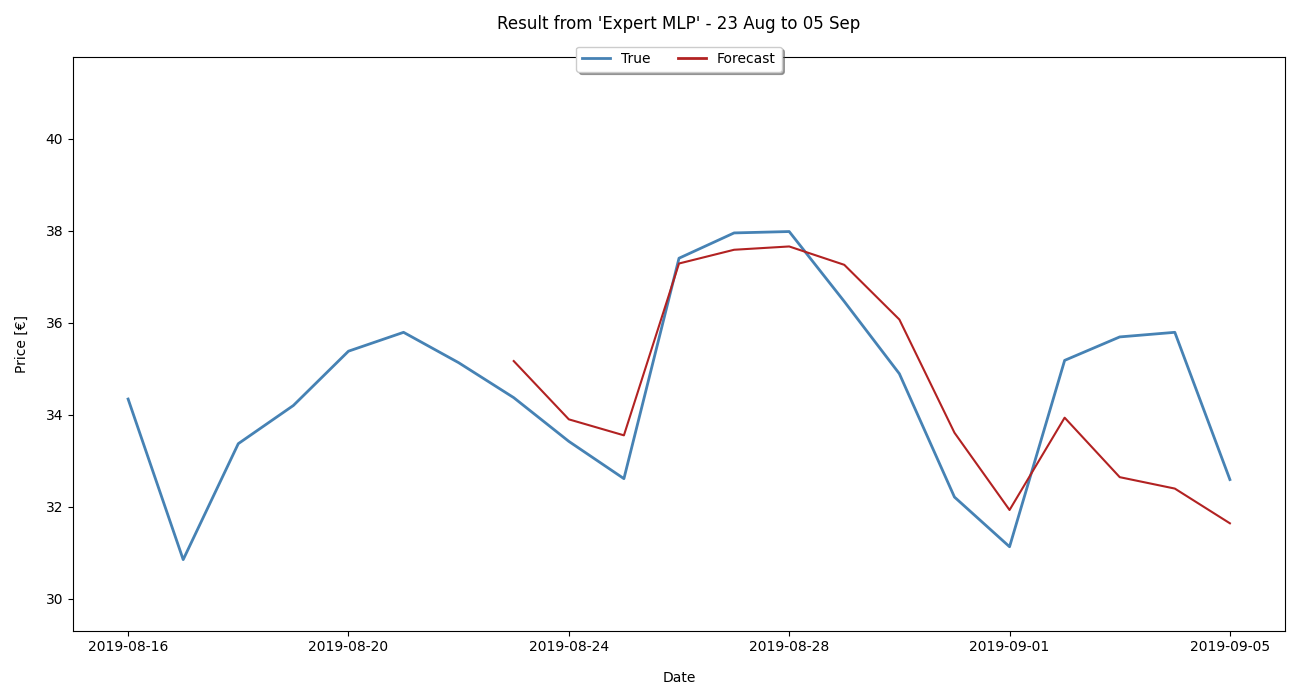 Result from 'Expert MLP' - 23 Aug to 05 Sep
True Forecast
40
38
36
34
32
30
Price [€]
2019-08-16 2019-08-20 2019-08-24 2019-08-28 2019-09-01 2019-09-05
Date